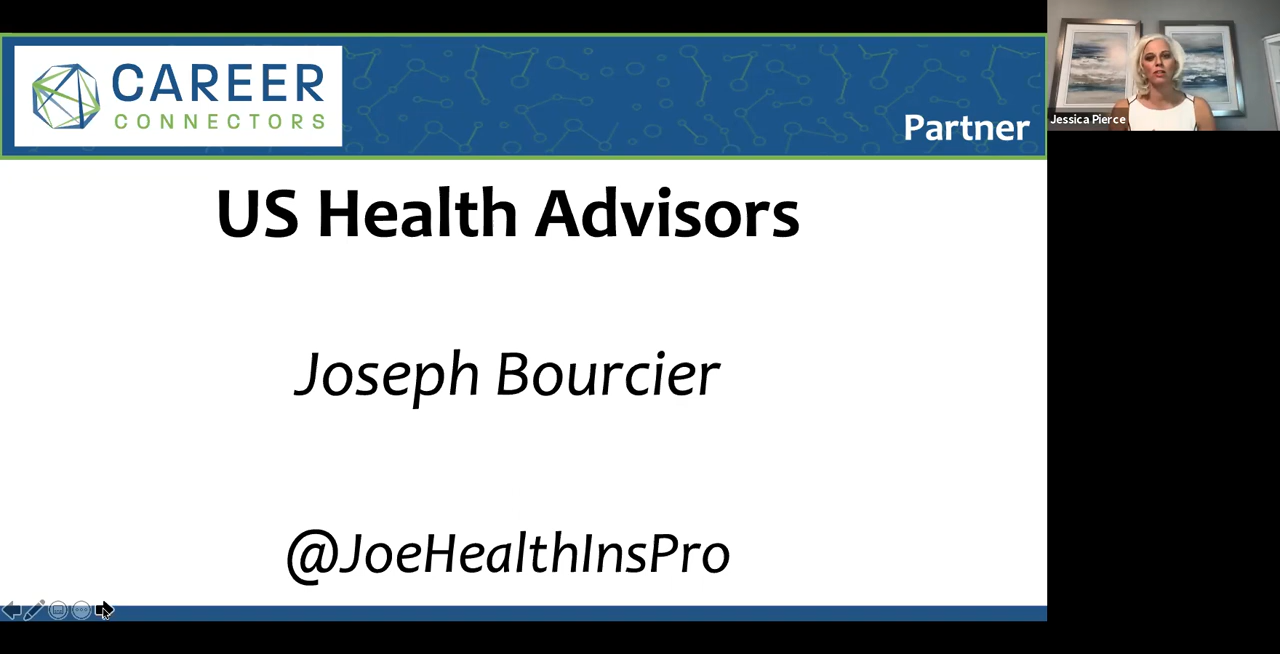 CAREER
CONNECTORS
Partner
Jessica Pierce
US Health Advisors
Joseph Bourcier
@JoeHealthInsPro